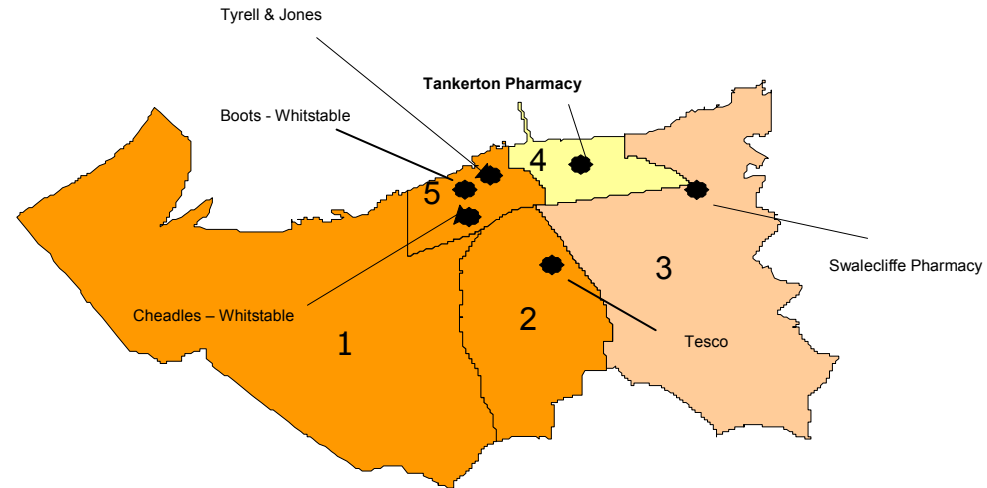 Tyrell & Jones
Tankerton Pharmacy
Boots - Whitstable
4
5
Swalecliffe Pharmacy
3
Cheadles – Whitstable
2
1
Tesco